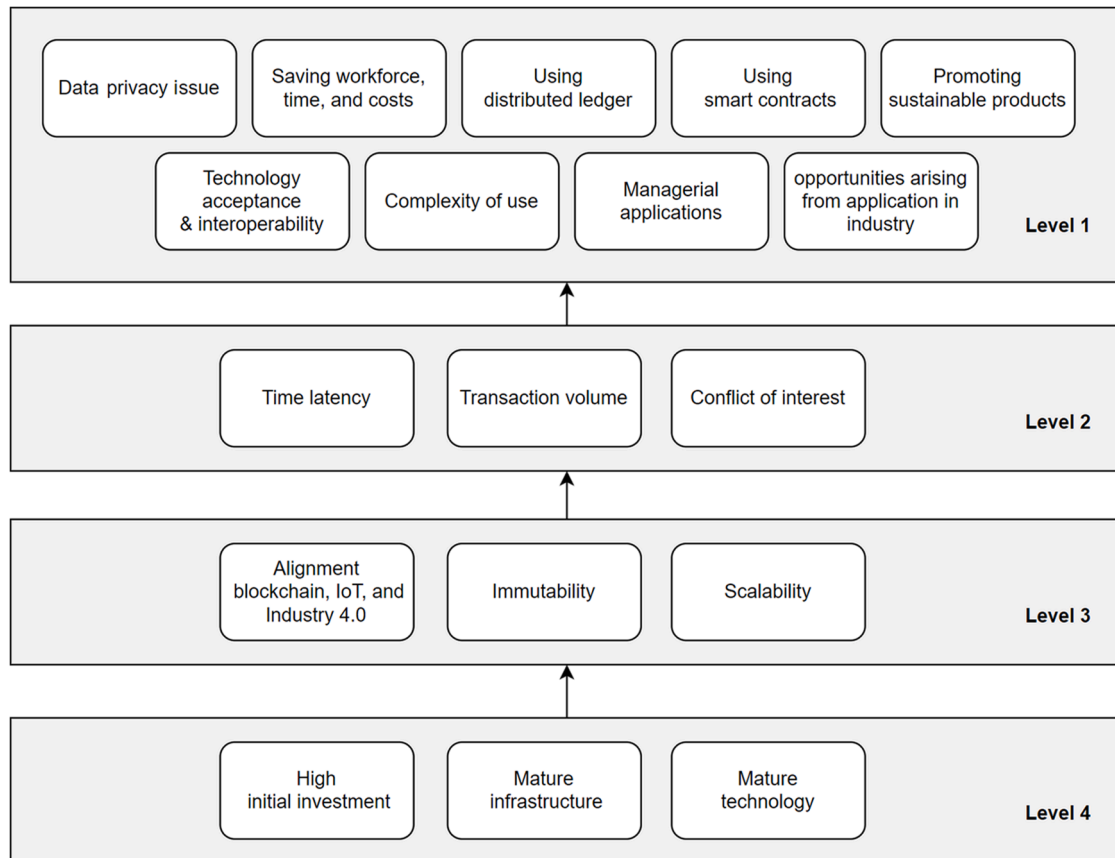 Data privacy issue
Saving workforce,
time, and costs
Using
distributed ledger
Using
smart contracts
Promoting
sustainable products
Technology
acceptance
& interoperability
Complexity of use
Managerial
applications
opportunities arising
from application in
industry
Level 1
Time latency
Transaction volume
Conflict of interest
Level 2
Alignment
blockchain, IoT, and
Industry 4.0
Immutability
Scalability
Level 3
High
initial investment
Mature
infrastructure
Mature
technology
Level 4